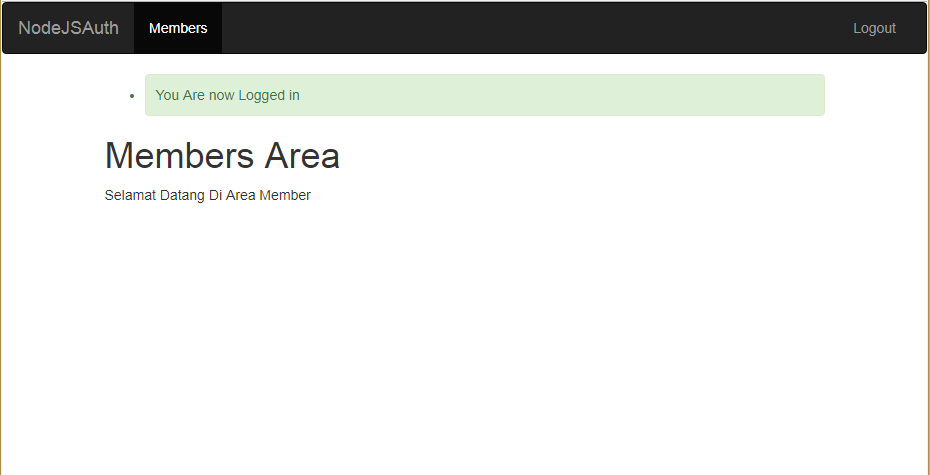 NodeJSAuth Members Logout
You Are now Logged in
Members Area
Selamat Datang Di Area Member